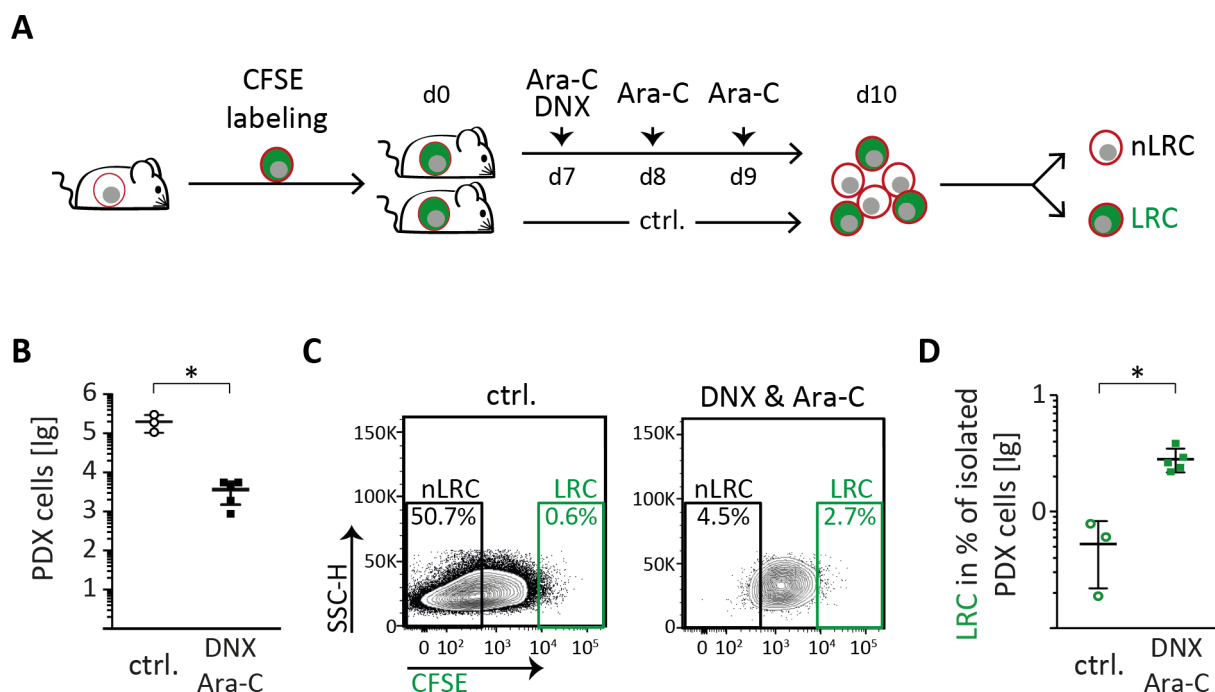 A
CFSE
labeling
d0
Ara-C
DNX
Ara-C
Ara-C
d7
d8
d9
ctrl.
d10
nLRC
LRC
B
PDX cells [lg]
6
5
4
3
2
1
*
ctrl.
DNX
Ara-C
C
ctrl.
SSC-H
150K
100K
50K
0
nLRC
50.7%
LRC
0.6%
0 10² 10³ 10⁴ 10⁵
CFSE
DNX & Ara-C
150K
100K
50K
0
nLRC
4.5%
LRC
2.7%
0 10² 10³ 10⁴ 10⁵
D
LRC in % of isolated
PDX cells [lg]
1
0
*
ctrl.
DNX
Ara-C